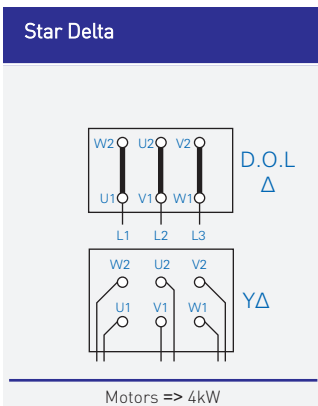 Star Delta
W2 U2 V2
D.O.L
Δ
U1 V1 W1
L1 L2 L3
W2 U2 V2
YΔ
U1 V1 W1
Motors => 4kW